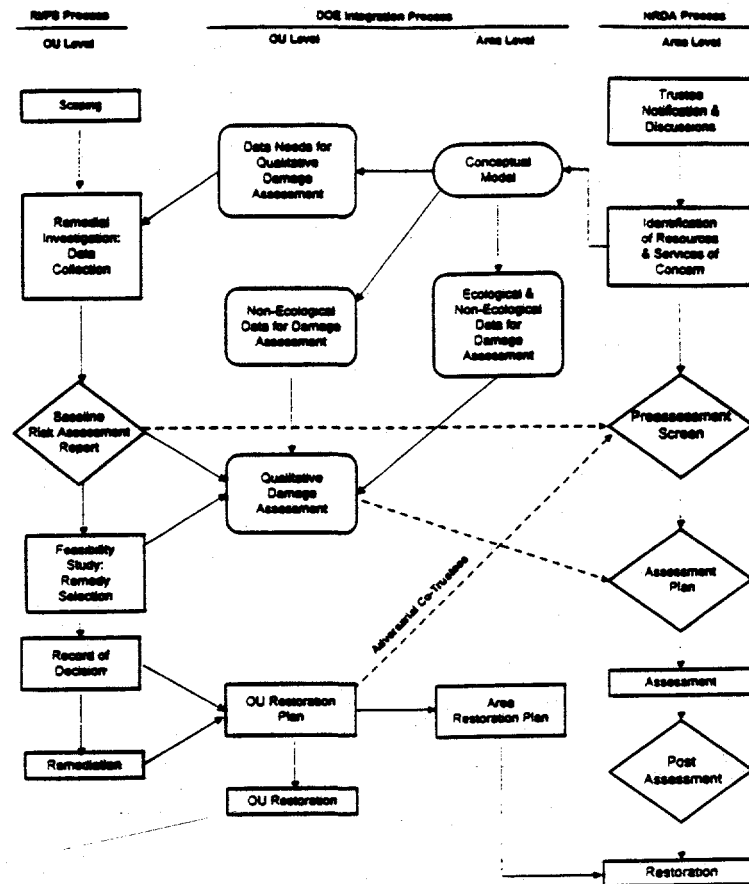 RI/FS Process
DOE Integration Process
NRDA Process
OU Level
OU Level
Area Level
Area Level
Scoping
Trustee
Notification &
Discussions
Data Needs for
Qualitative
Damage
Assessment
Conceptual
Model
Remedial
Investigation:
Data
Collection
Identification
of Resources
& Services of
Concern
Non-Ecological
Data for Damage
Assessment
Ecological &
Non-Ecological
Data for
Damage
Assessment
Baseline
Risk Assessment
Report
Preassessment
Screen
Qualitative
Damage
Assessment
Feasibility
Study:
Remedy
Selection
Assessment
Plan
Adversarial Co-Trustees
Record of
Decision
OU Restoration
Plan
Area
Restoration Plan
Assessment
Remediation
Post
Assessment
OU Restoration
Restoration